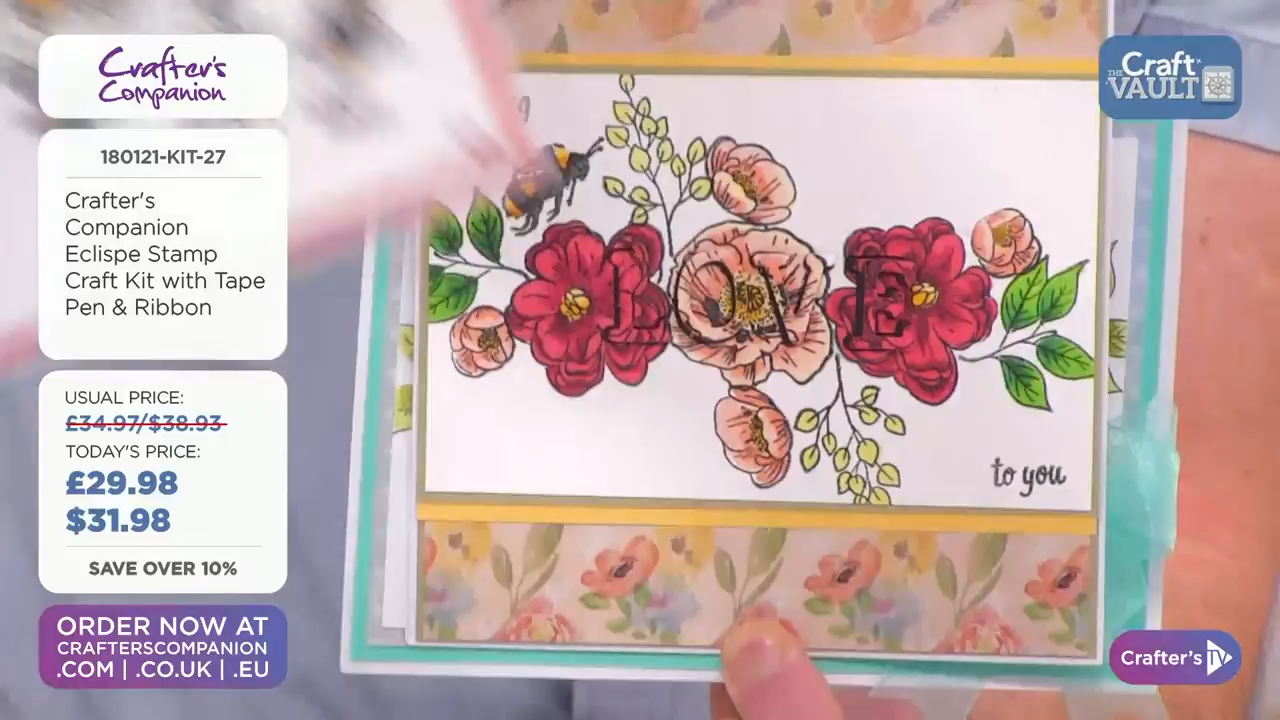 Crafter's
Companion
180121-KIT-27
Crafter's
Companion
Eclispe Stamp
Craft Kit with Tape
Pen & Ribbon
USUAL PRICE:
£34.97/$38.93
TODAY'S PRICE:
£29.98
$31.98
SAVE OVER 10%
ORDER NOW AT
CRAFTERSCOMPANION
.COM | .CO.UK | .EU
LOVE
to you
THE
Craft
VAULT
Crafter's TV